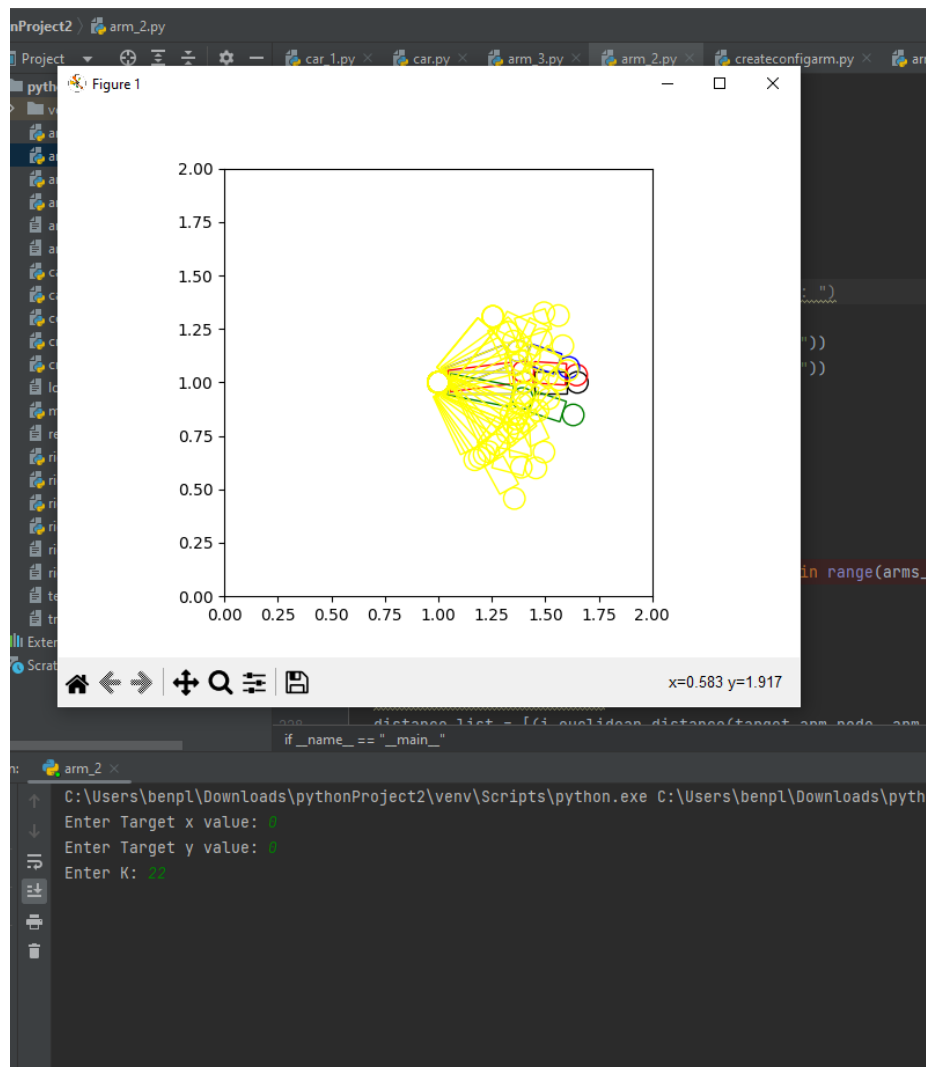 nProject2 › arm_2.py
Project car_1.py car.py arm_3.py arm_2.py createconfigarm.py
Figure 1
pyth
2.00
1.75
1.50
1.25
1.00
0.75
0.50
0.25
0.00
0.00 0.25 0.50 0.75 1.00 1.25 1.50 1.75 2.00
: ")
"))
"))
in range(arms_
Exter
Scrat
x=0.583 y=1.917
if __name__ == "__main__"
n: arm_2
C:\Users\benpl\Downloads\pythonProject2\venv\Scripts\python.exe C:\Users\benpl\Downloads\pyth
Enter Target x value: 0
Enter Target y value: 0
Enter K: 22